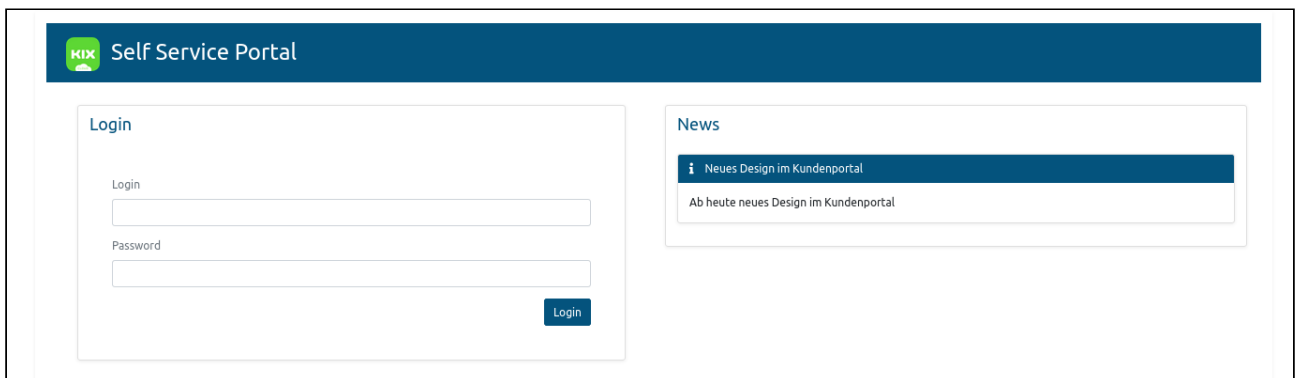 KIX Self Service Portal
Login
Login
Password
Login
News
Neues Design im Kundenportal
Ab heute neues Design im Kundenportal